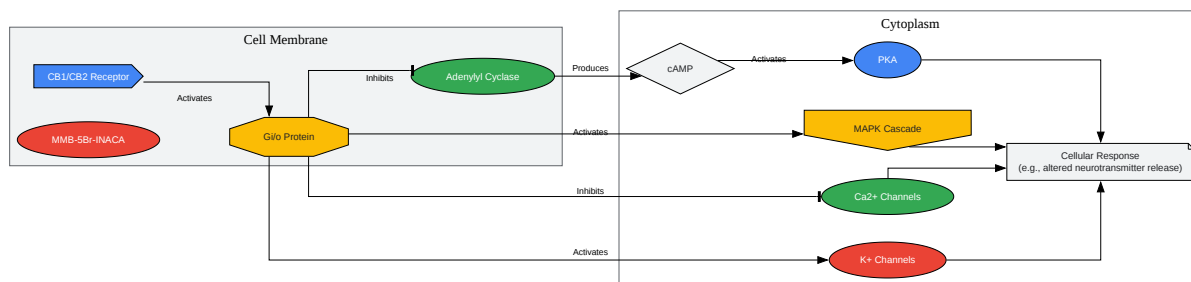 Cytoplasm
Cell Membrane
CB1/CB2 Receptor
Activates
MMB-5Br-INACA
Gi/o Protein
Inhibits
Adenylyl Cyclase
Produces
cAMP
Activates
PKA
Activates
MAPK Cascade
Inhibits
Ca2+ Channels
Activates
K+ Channels
Cellular Response
(e.g., altered neurotransmitter release)